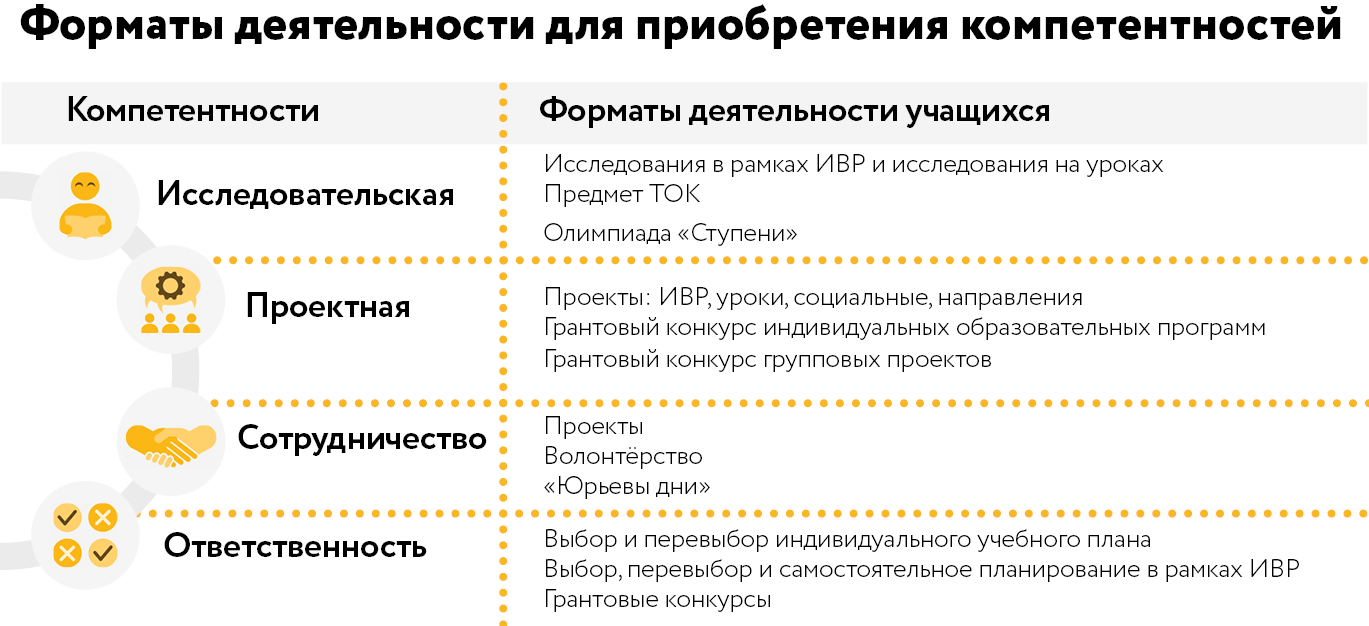 Форматы деятельности для приобретения компетентностей
Компетентности
Форматы деятельности учащихся
Исследовательская
Исследования в рамках ИВР и исследования на уроках
Предмет ТОК
Олимпиада «Ступени»
Проектная
Проекты: ИВР, уроки, социальные, направления
Грантовый конкурс индивидуальных образовательных программ
Грантовый конкурс групповых проектов
Сотрудничество
Проекты
Волонтёрство
«Юрьевы дни»
Ответственность
Выбор и перевыбор индивидуального учебного плана
Выбор, перевыбор и самостоятельное планирование в рамках ИВР
Грантовые конкурсы